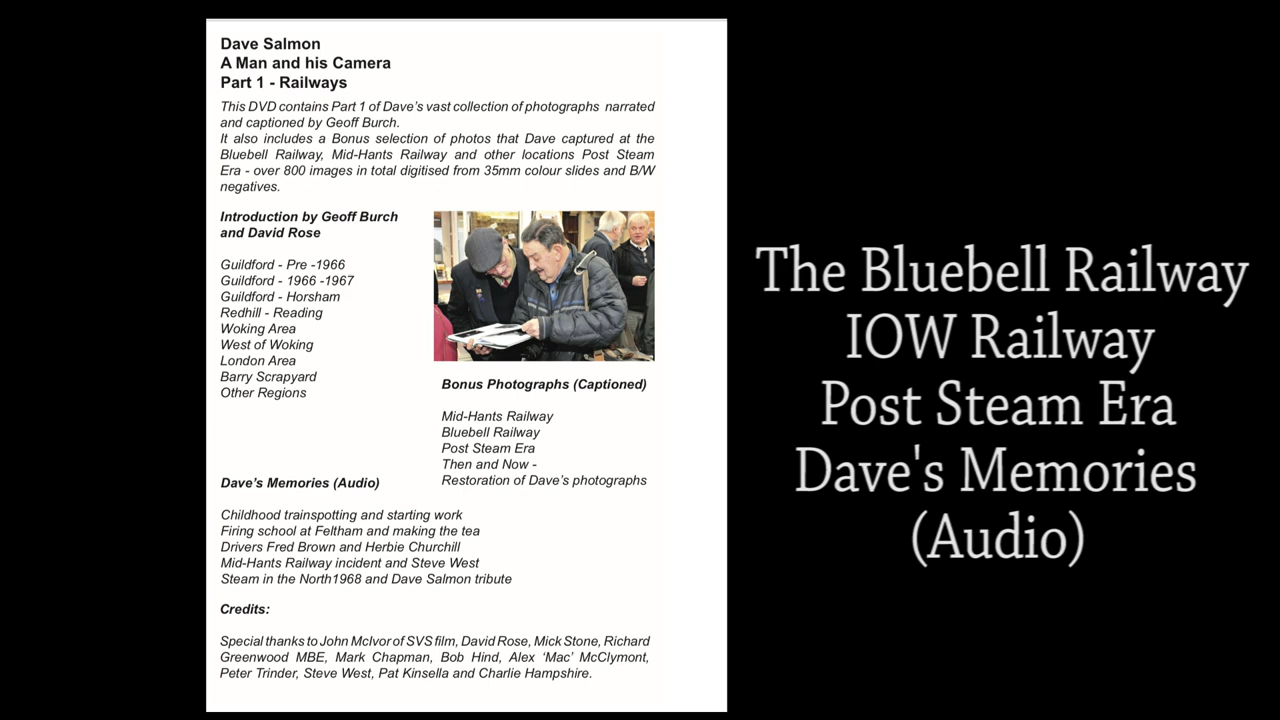 Dave Salmon
A Man and his Camera
Part 1 - Railways
This DVD contains Part 1 of Dave's vast collection of photographs narrated
and captioned by Geoff Burch.
It also includes a Bonus selection of photos that Dave captured at the
Bluebell Railway, Mid-Hants Railway and other locations Post Steam
Era - over 800 images in total digitised from 35mm colour slides and B/W
negatives.
Introduction by Geoff Burch
and David Rose
Guildford - Pre -1966
Guildford - 1966 -1967
Guildford - Horsham
Redhill - Reading
Woking Area
West of Woking
London Area
Barry Scrapyard
Other Regions
Bonus Photographs (Captioned)
Mid-Hants Railway
Bluebell Railway
Post Steam Era
Then and Now -
Restoration of Dave's photographs
Dave's Memories (Audio)
Childhood trainspotting and starting work
Firing school at Feltham and making the tea
Drivers Fred Brown and Herbie Churchill
Mid-Hants Railway incident and Steve West
Steam in the North1968 and Dave Salmon tribute
Credits:
Special thanks to John McIvor of SVS film, David Rose, Mick Stone, Richard
Greenwood MBE, Mark Chapman, Bob Hind, Alex 'Mac' McClymont,
Peter Trinder, Steve West, Pat Kinsella and Charlie Hampshire.
The Bluebell Railway
IOW Railway
Post Steam Era
Dave's Memories
(Audio)